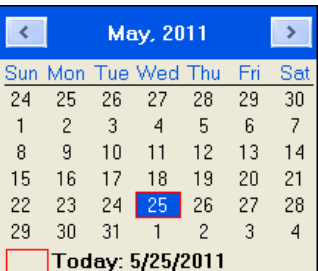 May, 2011
Sun Mon Tue Wed Thu Fri Sat
24 25 26 27 28 29 30
1 2 3 4 5 6 7
8 9 10 11 12 13 14
15 16 17 18 19 20 21
22 23 24 25 26 27 28
29 30 31 1 2 3 4
Today: 5/25/2011